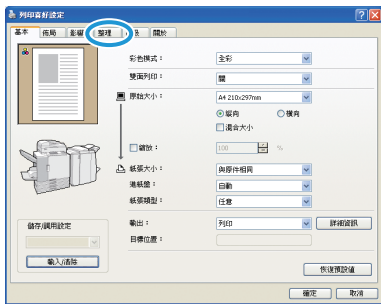 列印喜好設定
基本 佈局 影像 整理 關於
彩色模式： 全彩
雙面列印： 關
原始大小： A4 210x297mm
縱向 橫向
混合大小
縮放： 100 %
紙張大小： 與原件相同
進紙盤： 自動
紙張類型： 任意
輸出： 列印 詳細資訊
目標位置：
儲存/調用設定
輸入/清除
恢復預設值
確定 取消